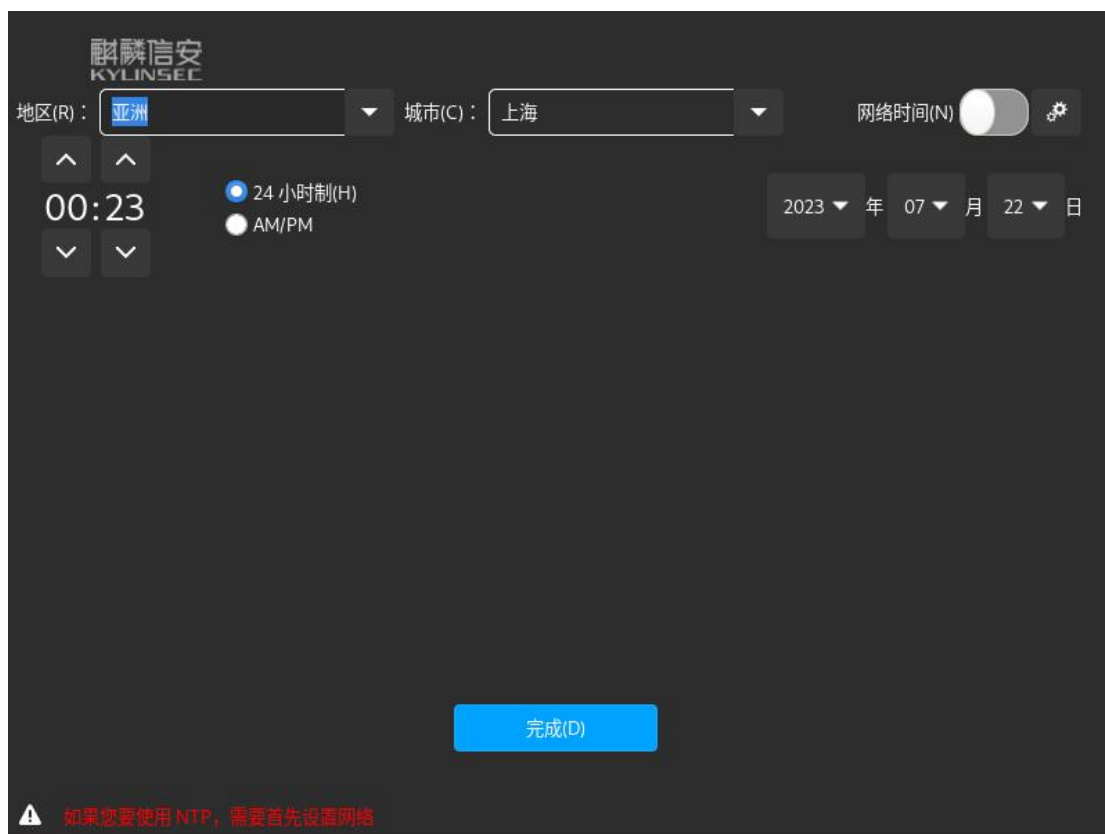 麒麟信安
KYLINSEC
地区(R)： 亚洲 城市(C)： 上海 网络时间(N)
00:23 24 小时制(H) 2023 年 07 月 22 日
AM/PM
完成(D)
如果您要使用 NTP，需要首先设置网络